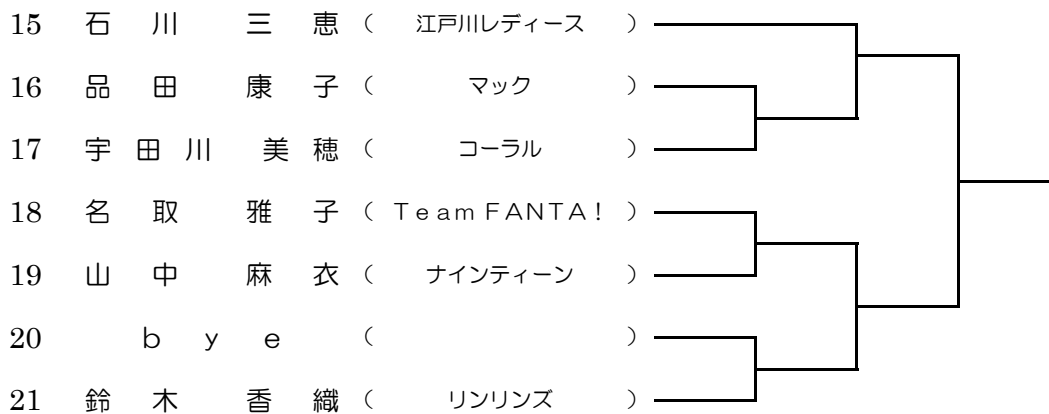 15 石川 三恵 ( 江戸川レディース )
16 品田 康子 ( マック )
17 宇田川 美穂 ( コーラル )
18 名取 雅子 ( Team FANTA! )
19 山中 麻衣 ( ナインティーン )
20 bye ( )
21 鈴木 香織 ( リンリンズ )